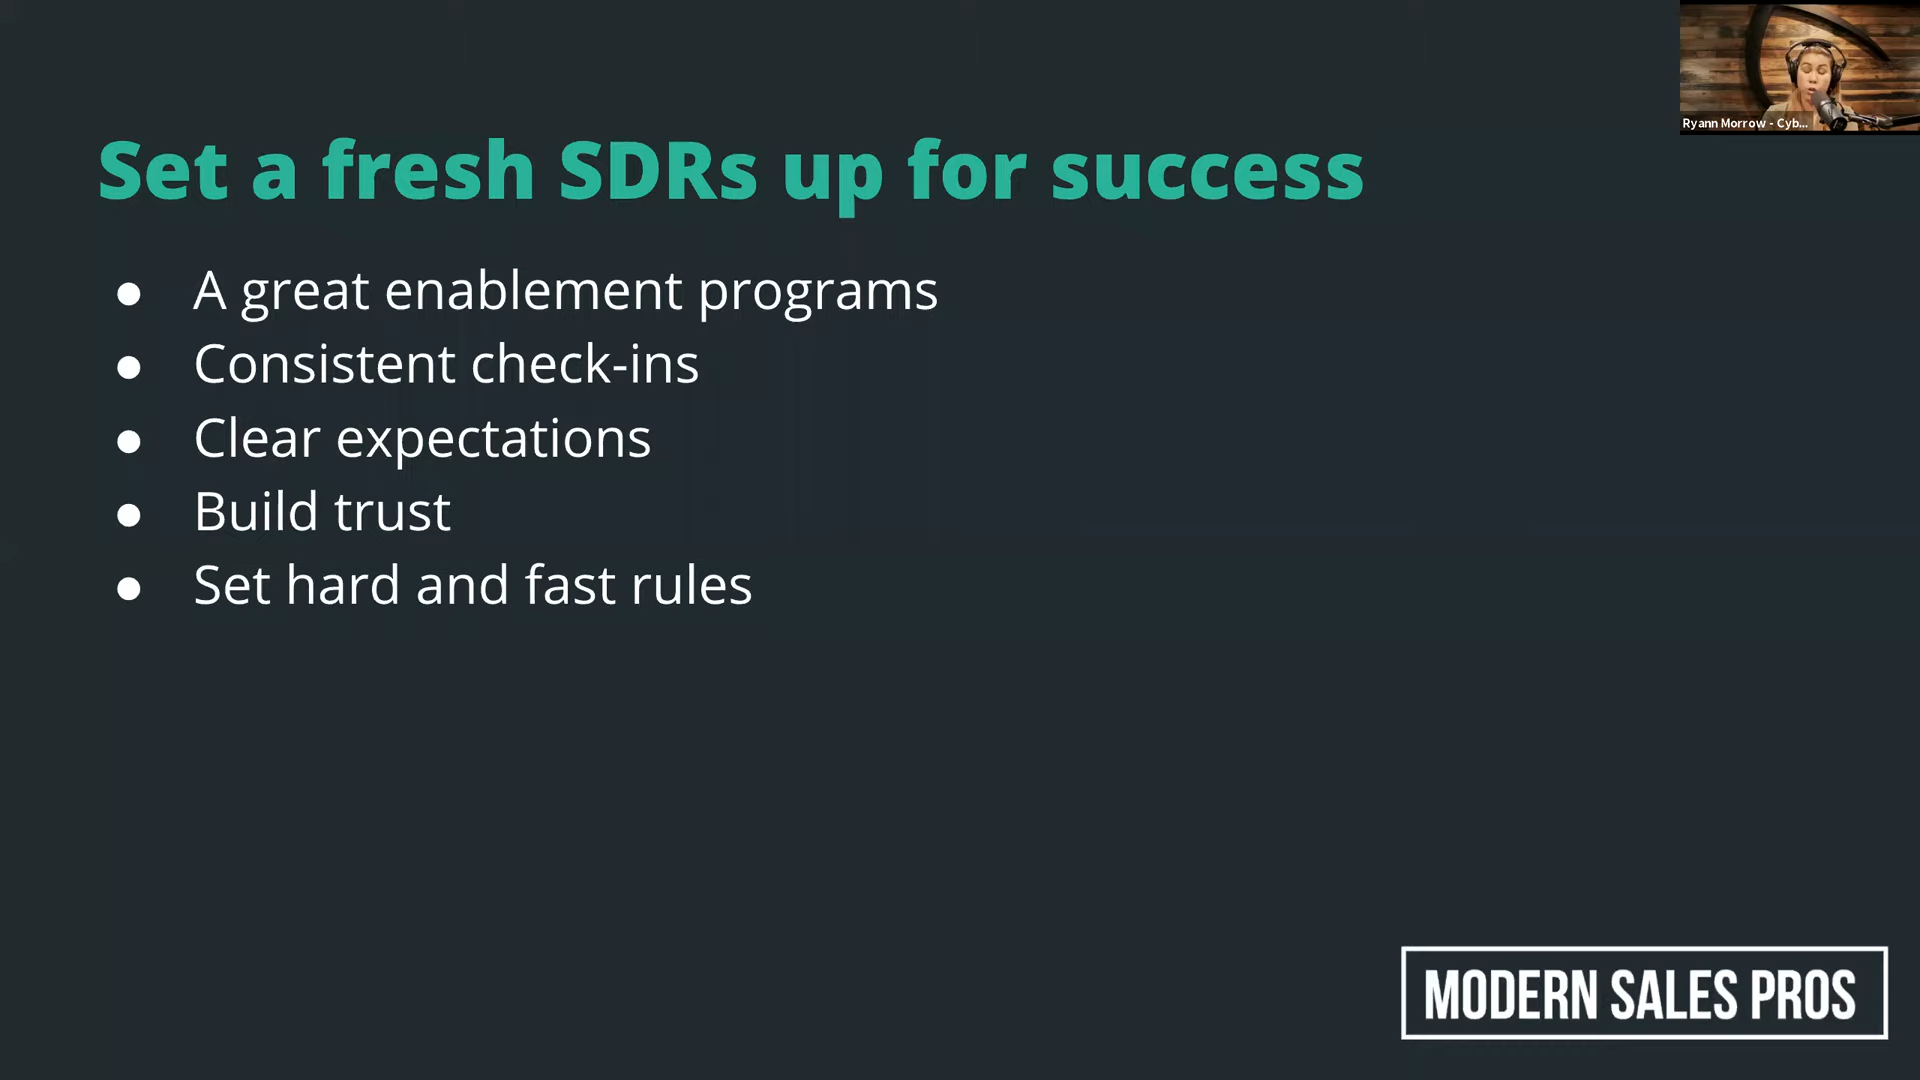 Ryann Morrow - Cyb...
Set a fresh SDRs up for success
● A great enablement programs
● Consistent check-ins
● Clear expectations
● Build trust
● Set hard and fast rules
MODERN SALES PROS